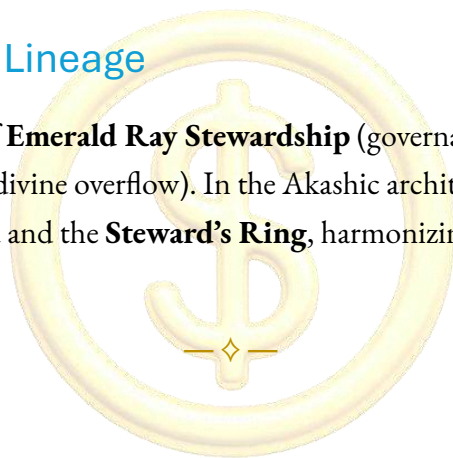 Lineage
Emerald Ray Stewardship (governa
divine overflow). In the Akashic archit
and the Steward’s Ring, harmonizin